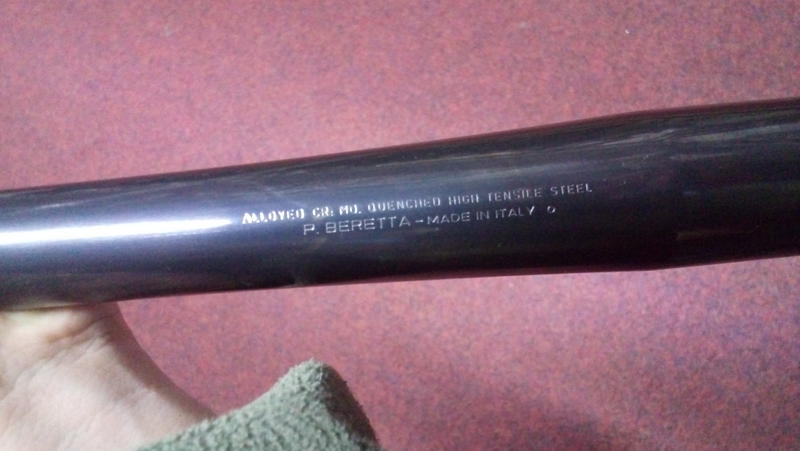 ALLOYED CR: MO. QUENCHED HIGH TENSILE STEEL
P. BERETTA - MADE IN ITALY